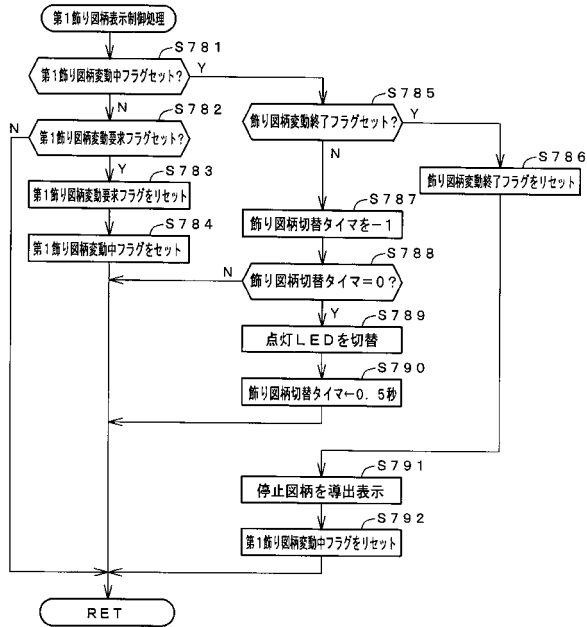 第1飾り図柄表示制御処理
S781
第1飾り図柄変動中フラグセット?
Y
N
S782
第1飾り図柄変動要求フラグセット?
N
Y
S783
第1飾り図柄変動要求フラグをリセット
S784
第1飾り図柄変動中フラグをセット
S785
飾り図柄変動終了フラグセット?
Y
N
S786
飾り図柄変動終了フラグをリセット
S787
飾り図柄切替タイマを-1
S788
飾り図柄切替タイマ=0?
N
Y
S789
点灯LEDを切替
S790
飾り図柄切替タイマ←0.5秒
S791
停止図柄を導出表示
S792
第1飾り図柄変動中フラグをリセット
RET